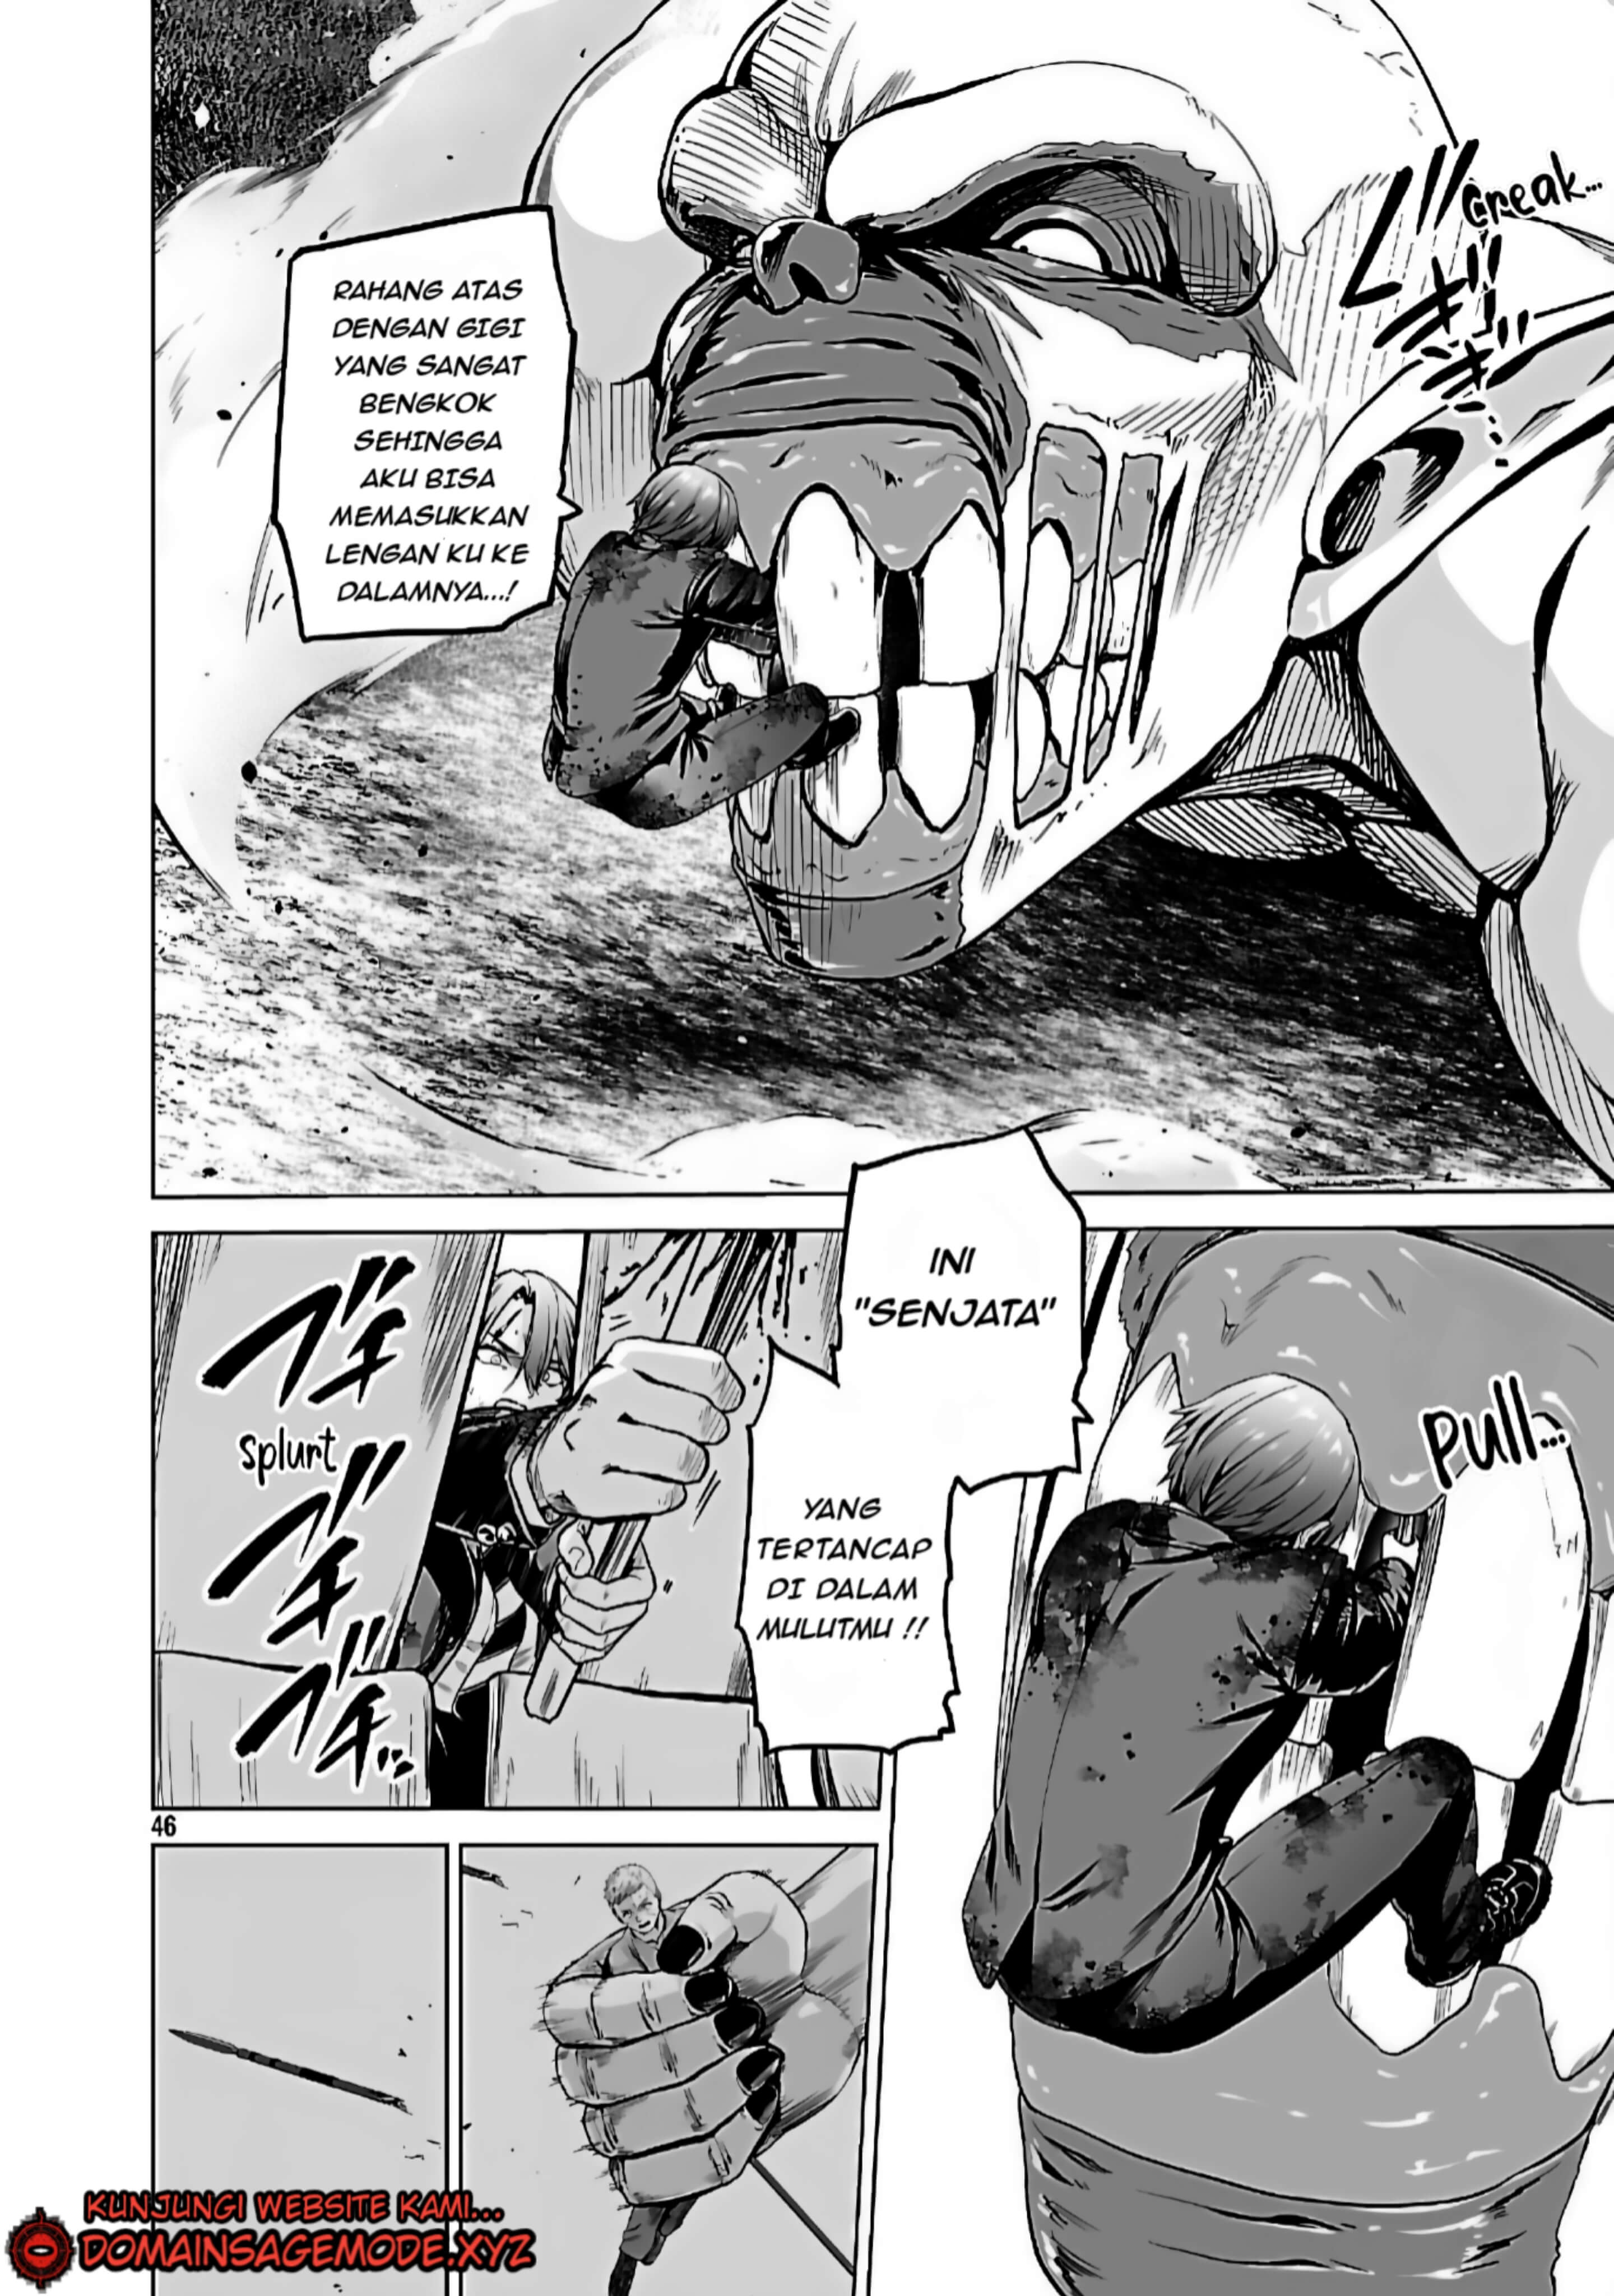 creak...
ギギギ...
RAHANG ATAS
DENGAN GIGI
YANG SANGAT
BENGKOK
SEHINGGA
AKU BISA
MEMASUKKAN
LENGAN KU KE
DALAMNYA...!
INI
"SENJATA"
Pull...
YANG
TERTANCAP
DI DALAM
MULUTMU !!
ブチ
splurt
ブチ
ブチッ
46
KUNJUNGI WEBSITE KAMI...
DOMAINSAGEMODE.XYZ